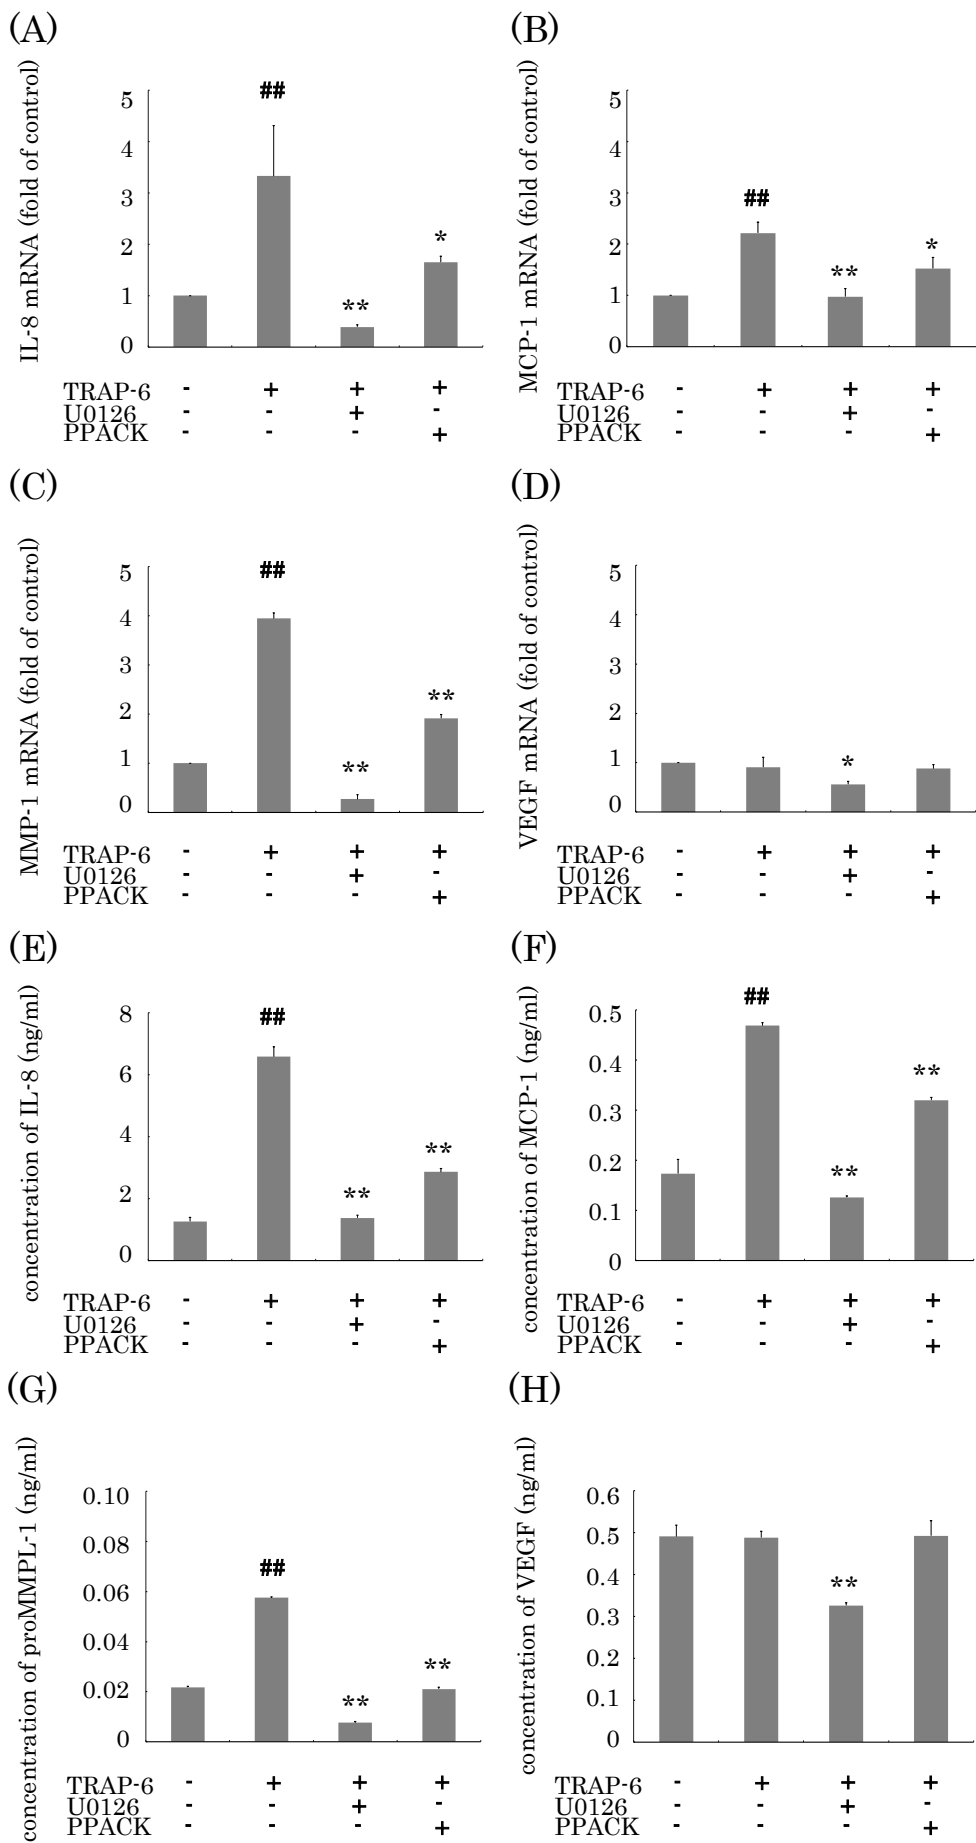 (A)
IL-8 mRNA (fold of control)
5
4
3
2
1
0
##
**
*
TRAP-6 - + + +
U0126 - - + -
PPACK - - - +
(B)
MCP-1 mRNA (fold of control)
5
4
3
2
1
0
##
**
*
TRAP-6 - + + +
U0126 - - + -
PPACK - - - +
(C)
MMP-1 mRNA (fold of control)
5
4
3
2
1
0
##
**
**
TRAP-6 - + + +
U0126 - - + -
PPACK - - - +
(D)
VEGF mRNA (fold of control)
5
4
3
2
1
0
*
TRAP-6 - + + +
U0126 - - + -
PPACK - - - +
(E)
concentration of IL-8 (ng/ml)
8
6
4
2
0
##
**
**
TRAP-6 - + + +
U0126 - - + -
PPACK - - - +
(F)
concentration of MCP-1 (ng/ml)
0.5
0.4
0.3
0.2
0.1
0
##
**
**
TRAP-6 - + + +
U0126 - - + -
PPACK - - - +
(G)
concentration of proMMPL-1 (ng/ml)
0.10
0.08
0.06
0.04
0.02
0
##
**
**
TRAP-6 - + + +
U0126 - - + -
PPACK - - - +
(H)
concentration of VEGF (ng/ml)
0.6
0.5
0.4
0.3
0.2
0.1
0
**
TRAP-6 - + + +
U0126 - - + -
PPACK - - - +